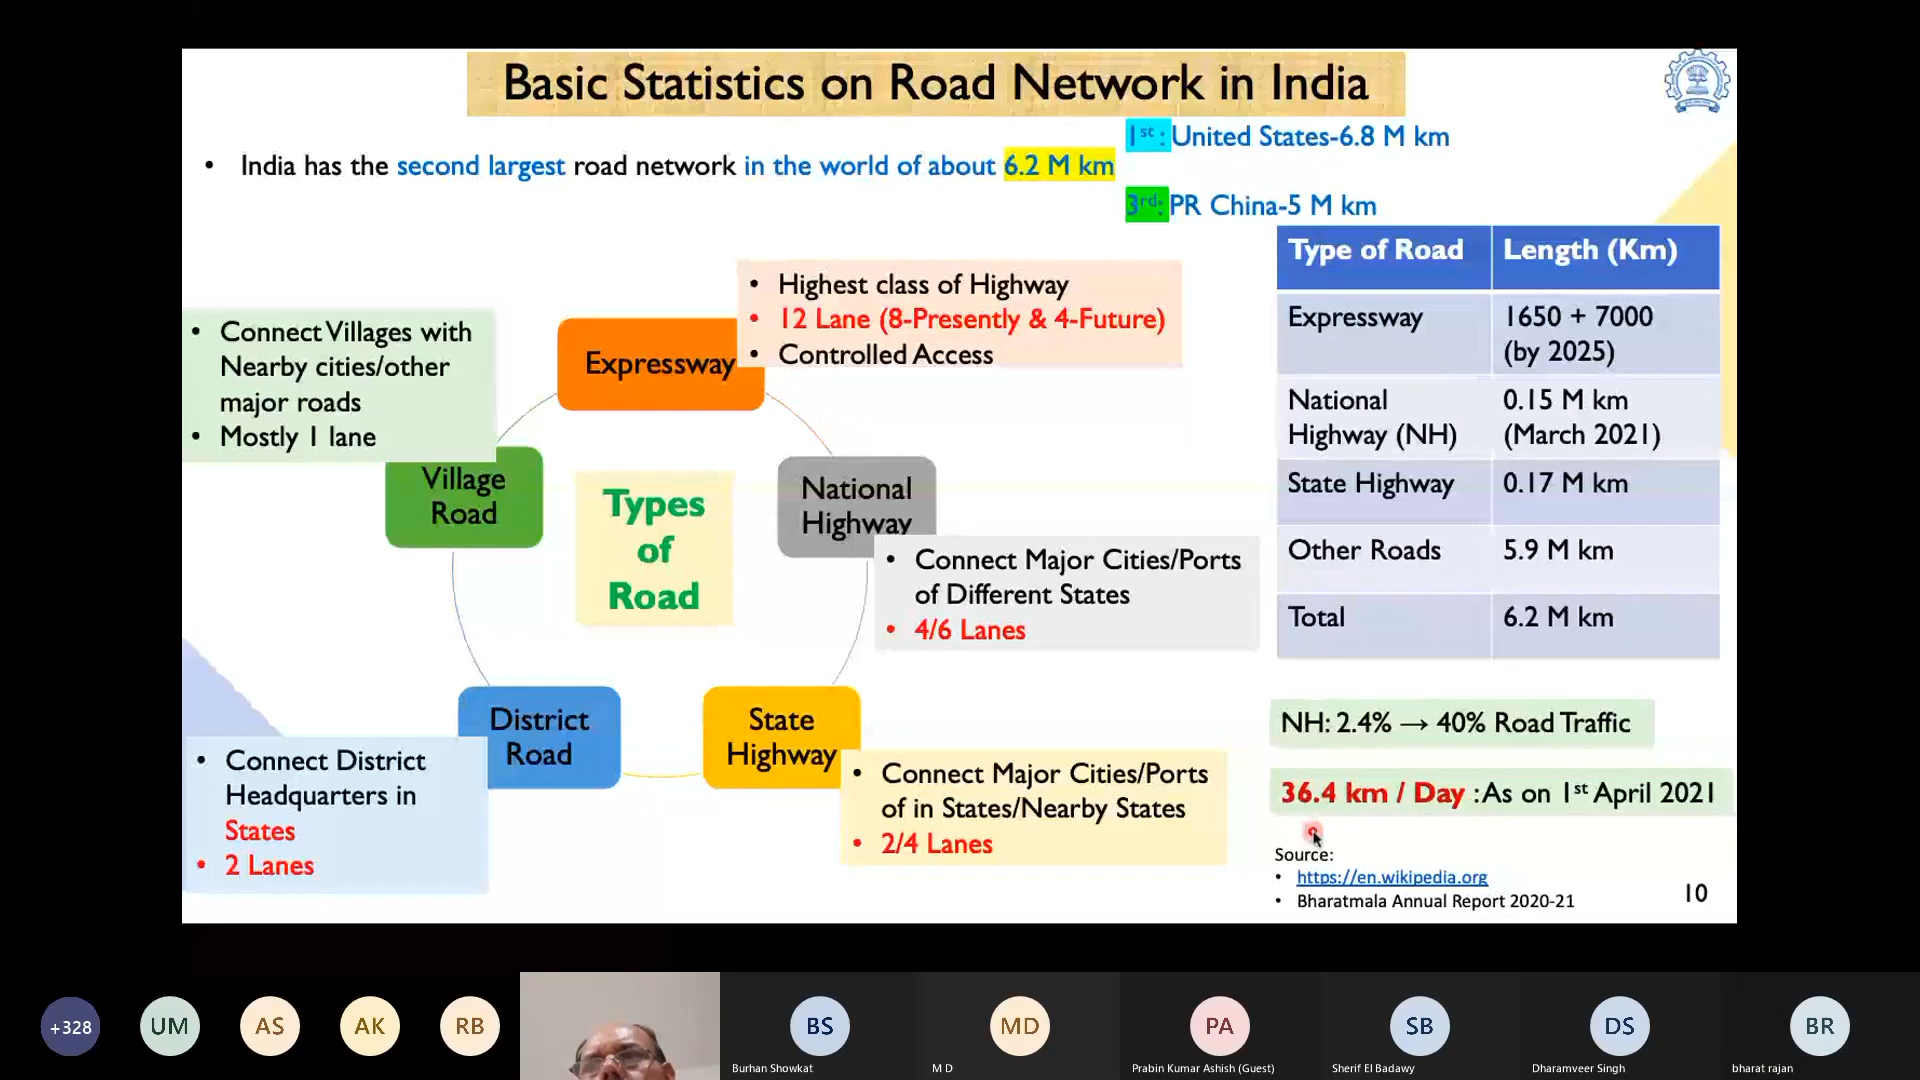 Basic Statistics on Road Network in India
1st : United States-6.8 M km
• India has the second largest road network in the world of about 6.2 M km
3rd: PR China-5 M km
• Highest class of Highway
• 12 Lane (8-Presently & 4-Future)
• Controlled Access
Expressway
• Connect Villages with
Nearby cities/other
major roads
• Mostly 1 lane
Village
Road
Types
of
Road
National
Highway
• Connect Major Cities/Ports
of Different States
• 4/6 Lanes
District
Road
• Connect District
Headquarters in
States
• 2 Lanes
State
Highway
• Connect Major Cities/Ports
of in States/Nearby States
• 2/4 Lanes
Type of Road Length (Km)
Expressway 1650 + 7000
(by 2025)
National 0.15 M km
Highway (NH) (March 2021)
State Highway 0.17 M km
Other Roads 5.9 M km
Total 6.2 M km
NH: 2.4% → 40% Road Traffic
36.4 km / Day : As on 1st April 2021
Source:
• https://en.wikipedia.org
• Bharatmala Annual Report 2020-21
10
+328 UM AS AK RB BS MD PA SB DS BR
Burhan Showkat M D Prabin Kumar Ashish (Guest) Sherif El Badawy Dharamveer Singh bharat rajan